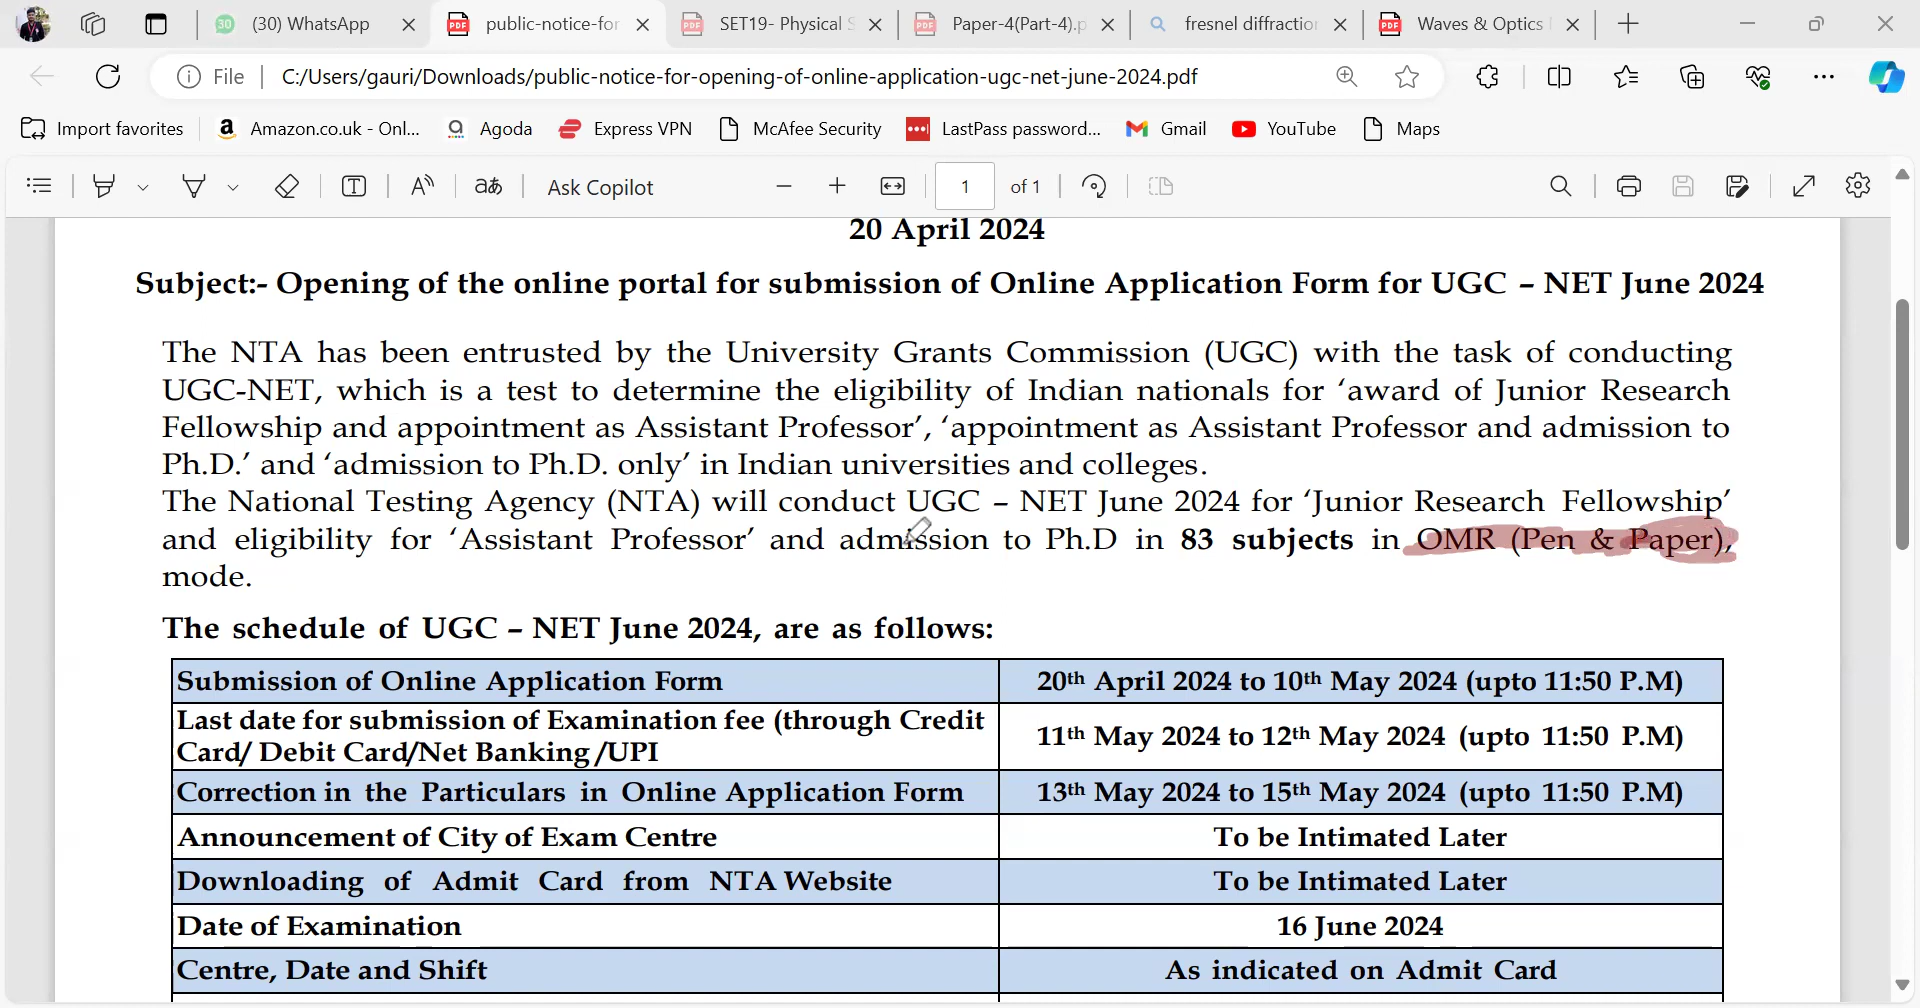 (30) WhatsApp
public-notice-for
SET19- Physical S
Paper-4(Part-4).p
fresnel diffraction
Waves & Optics
File
C:/Users/gauri/Downloads/public-notice-for-opening-of-online-application-ugc-net-june-2024.pdf
Import favorites
Amazon.co.uk - Onl...
Agoda
Express VPN
McAfee Security
LastPass password...
Gmail
YouTube
Maps
Ask Copilot
1 of 1
20 April 2024
Subject:- Opening of the online portal for submission of Online Application Form for UGC – NET June 2024
The NTA has been entrusted by the University Grants Commission (UGC) with the task of conducting
UGC-NET, which is a test to determine the eligibility of Indian nationals for ‘award of Junior Research
Fellowship and appointment as Assistant Professor’, ‘appointment as Assistant Professor and admission to
Ph.D.’ and ‘admission to Ph.D. only’ in Indian universities and colleges.
The National Testing Agency (NTA) will conduct UGC – NET June 2024 for ‘Junior Research Fellowship’
and eligibility for ‘Assistant Professor’ and admission to Ph.D in 83 subjects in OMR (Pen & Paper),
mode.
The schedule of UGC – NET June 2024, are as follows:
Submission of Online Application Form
20th April 2024 to 10th May 2024 (upto 11:50 P.M)
Last date for submission of Examination fee (through Credit
Card/ Debit Card/Net Banking /UPI
11th May 2024 to 12th May 2024 (upto 11:50 P.M)
Correction in the Particulars in Online Application Form
13th May 2024 to 15th May 2024 (upto 11:50 P.M)
Announcement of City of Exam Centre
To be Intimated Later
Downloading of Admit Card from NTA Website
To be Intimated Later
Date of Examination
16 June 2024
Centre, Date and Shift
As indicated on Admit Card